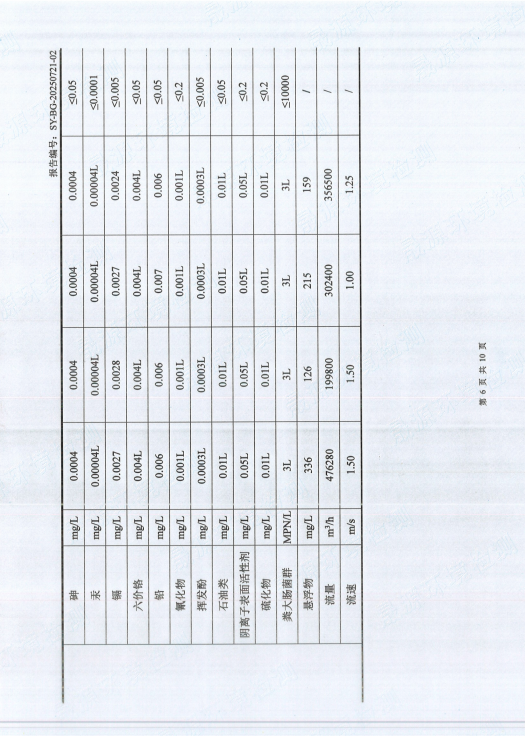 报告编号：SY-BG-20250721-02
砷 mg/L 0.0004 0.0004 0.0004 0.0004 ≤0.05
汞 mg/L 0.00004L 0.00004L 0.00004L 0.00004L ≤0.0001
镉 mg/L 0.0027 0.0028 0.0027 0.0024 ≤0.005
六价铬 mg/L 0.004L 0.004L 0.004L 0.004L ≤0.05
铅 mg/L 0.006 0.006 0.007 0.006 ≤0.05
氰化物 mg/L 0.001L 0.001L 0.001L 0.001L ≤0.2
挥发酚 mg/L 0.0003L 0.0003L 0.0003L 0.0003L ≤0.005
石油类 mg/L 0.01L 0.01L 0.01L 0.01L ≤0.05
阴离子表面活性剂 mg/L 0.05L 0.05L 0.05L 0.05L ≤0.2
硫化物 mg/L 0.01L 0.01L 0.01L 0.01L ≤0.2
粪大肠菌群 MPN/L 3L 3L 3L 3L ≤10000
悬浮物 mg/L 336 126 215 159 /
流量 m³/h 476280 199800 302400 356500 /
流速 m/s 1.50 1.50 1.00 1.25 /
第 6 页 共 10 页